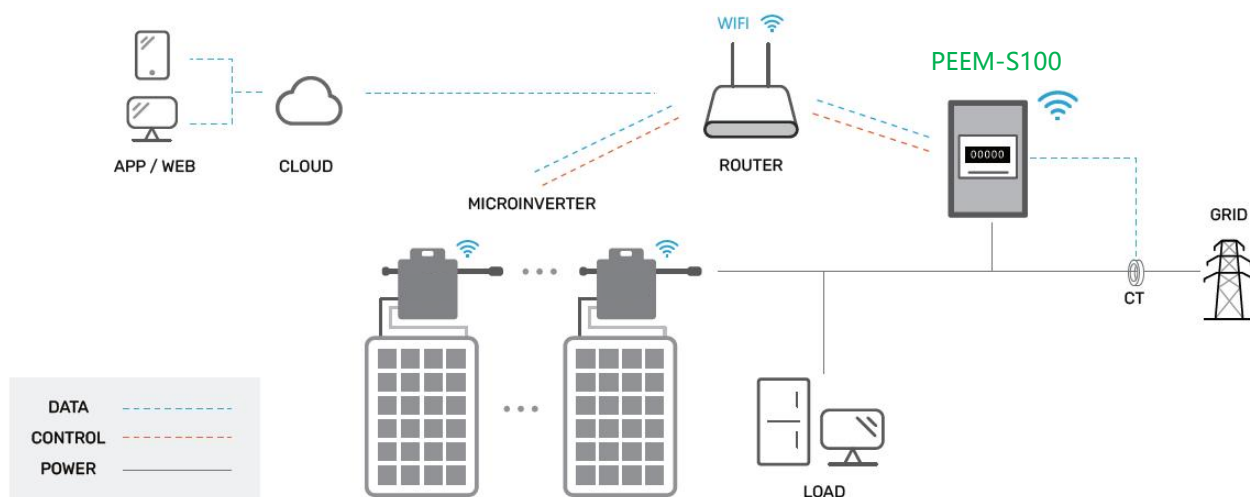 WIFI
PEEM-S100
00000
APP / WEB
CLOUD
ROUTER
MICROINVERTER
GRID
CT
DATA
CONTROL
POWER
LOAD